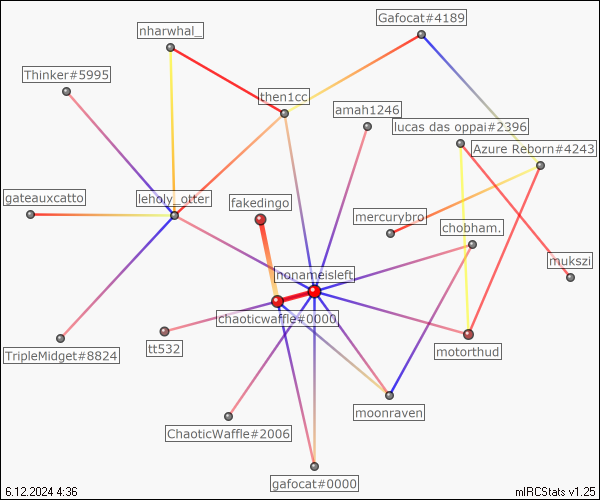 Gafocat#4189
nharwhal_
Thinker#5995
then1cc
amah1246
lucas das oppai#2396
Azure Reborn#4243
gateauxcatto
leholy_otter
fakedingo
mercurybro
chobham.
mukszi
honameisleft
chaoticwaffle#0000
tt532
motorthud
TripleMidget#8824
moonraven
ChaoticWaffle#2006
gafocat#0000
6.12.2024 4:36
mIRCStats v1.25